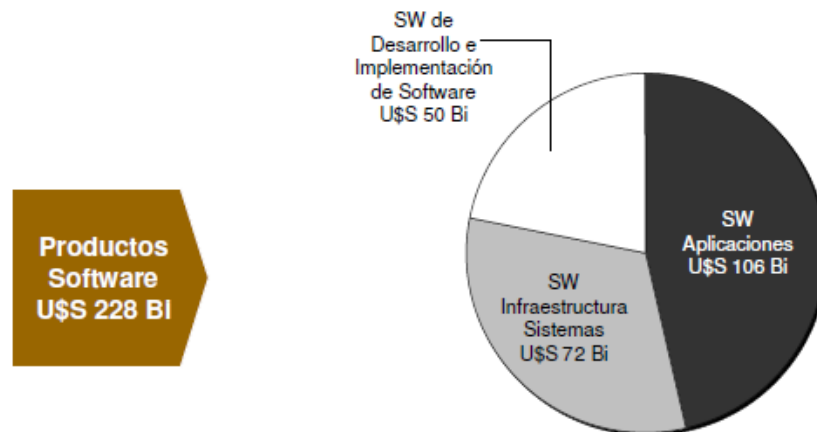 SW de
Desarrollo e
Implementación
de Software
U$S 50 Bi
Productos
Software
U$S 228 BI
SW
Aplicaciones
U$S 106 Bi
SW
Infraestructura
Sistemas
U$S 72 Bi